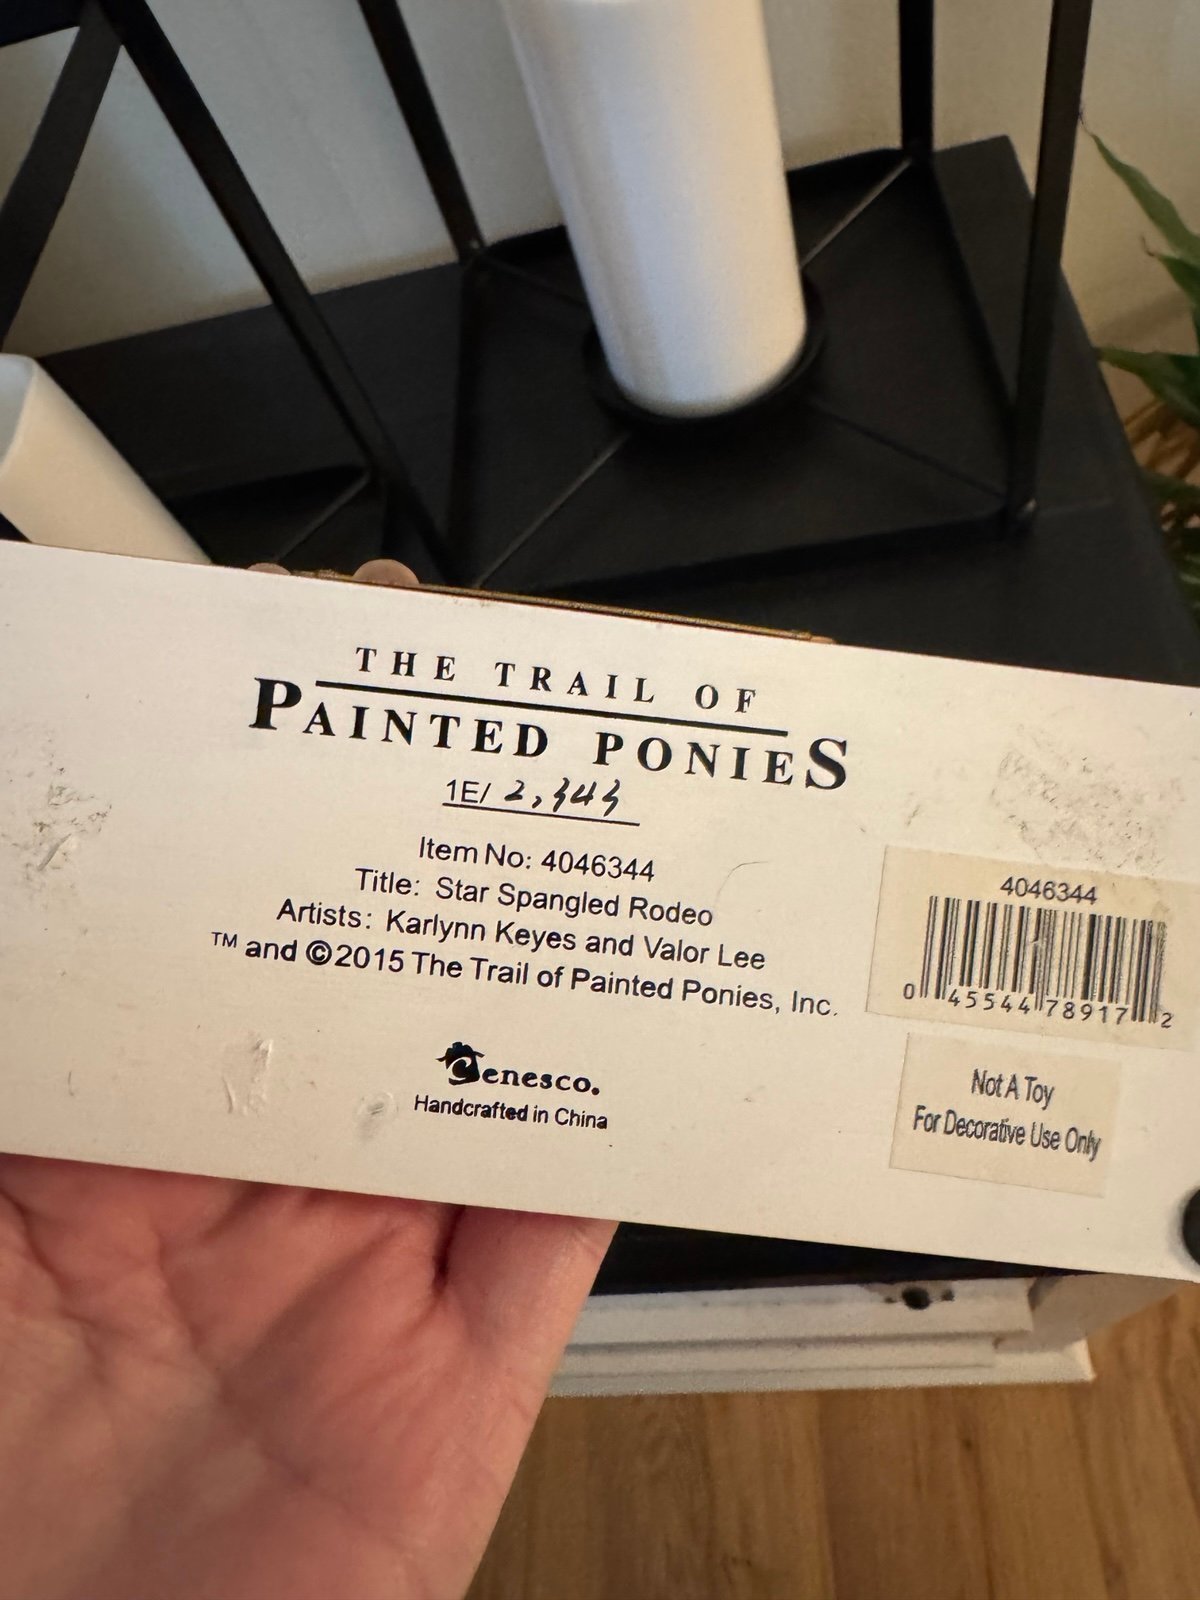 THE TRAIL OF
PAINTED PONIES
1E/ 2,343
Item No: 4046344
Title: Star Spangled Rodeo
Artists: Karlynn Keyes and Valor Lee
™ and ©2015 The Trail of Painted Ponies, Inc.
Enesco.
Handcrafted in China
4046344
0 45544 78917 2
Not A Toy
For Decorative Use Only